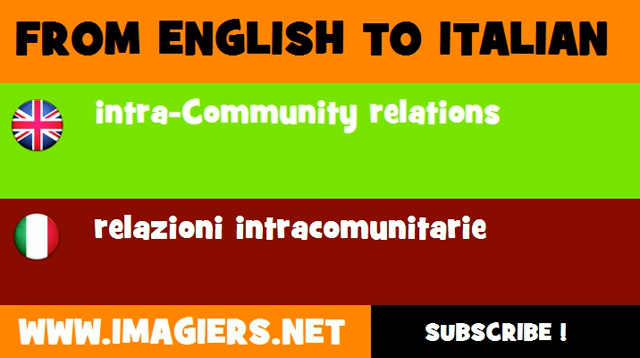 FROM ENGLISH TO ITALIAN
intra-Community relations
relazioni intracomunitarie
WWW.IMAGIERS.NET
SUBSCRIBE !